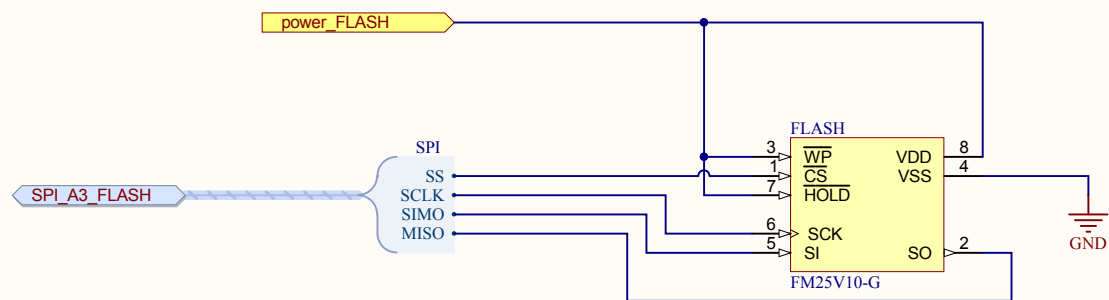 power_FLASH
FLASH
3 WP VDD 8
1 CS VSS 4
7 HOLD
6 SCK
5 SI SO 2
FM25V10-G
SPI
SS
SCLK
SIMO
MISO
SPI_A3_FLASH
GND